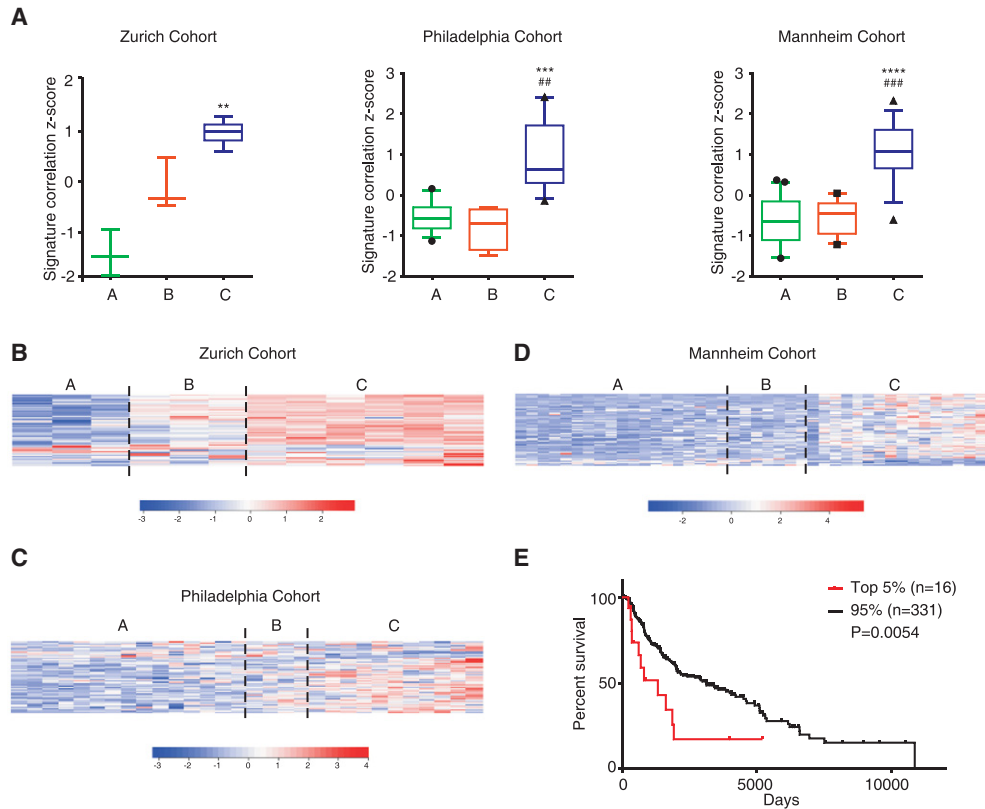 A
Zurich Cohort
Philadelphia Cohort
Mannheim Cohort
Signature correlation z-score
2
1
0
-1
-2
**
A B C
Signature correlation z-score
3
2
1
0
-1
-2
***
##
A B C
Signature correlation z-score
3
2
1
0
-1
-2
****
###
A B C
B
Zurich Cohort
A B C
-3 -2 -1 0 1 2
D
Mannheim Cohort
A B C
-2 0 2 4
C
Philadelphia Cohort
A B C
-3 -2 -1 0 1 2 3 4
E
Percent survival
100
50
0
Top 5% (n=16)
95% (n=331)
P=0.0054
0 5000 10000
Days